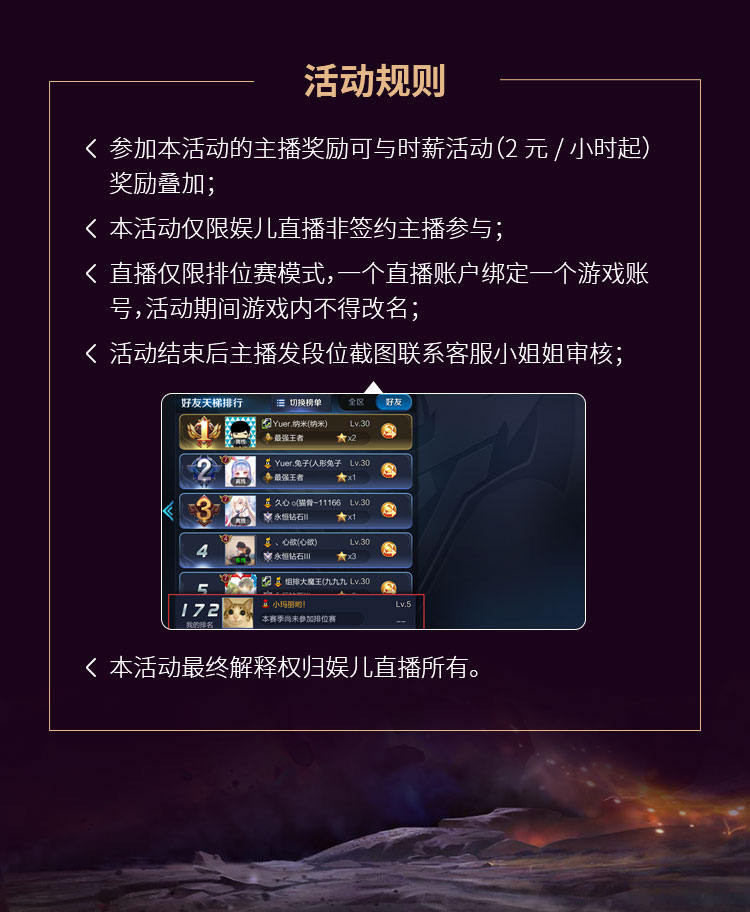 活动规则
参加本活动的主播奖励可与时薪活动(2 元 / 小时起)
奖励叠加;
本活动仅限娱儿直播非签约主播参与;
直播仅限排位赛模式,一个直播账户绑定一个游戏账
号,活动期间游戏内不得改名;
活动结束后主播发段位截图联系客服小姐姐审核;
好友天梯排行 切换榜单 全区 好友
1 Yuer.纳米(纳米) Lv.30
离线 最强王者 x2
2 Yuer.兔子(人形兔子 Lv.30
离线 最强王者 x1
3 久心○(猫骨~11166 Lv.30
离线 永恒钻石II x1
4 、心欲(心欲) Lv.30
永恒钻石III x3
5 组排大魔王(九九九 Lv.30
172 小玛丽哟! Lv.5
我的排名 本赛季尚未参加排位赛 --
本活动最终解释权归娱儿直播所有。